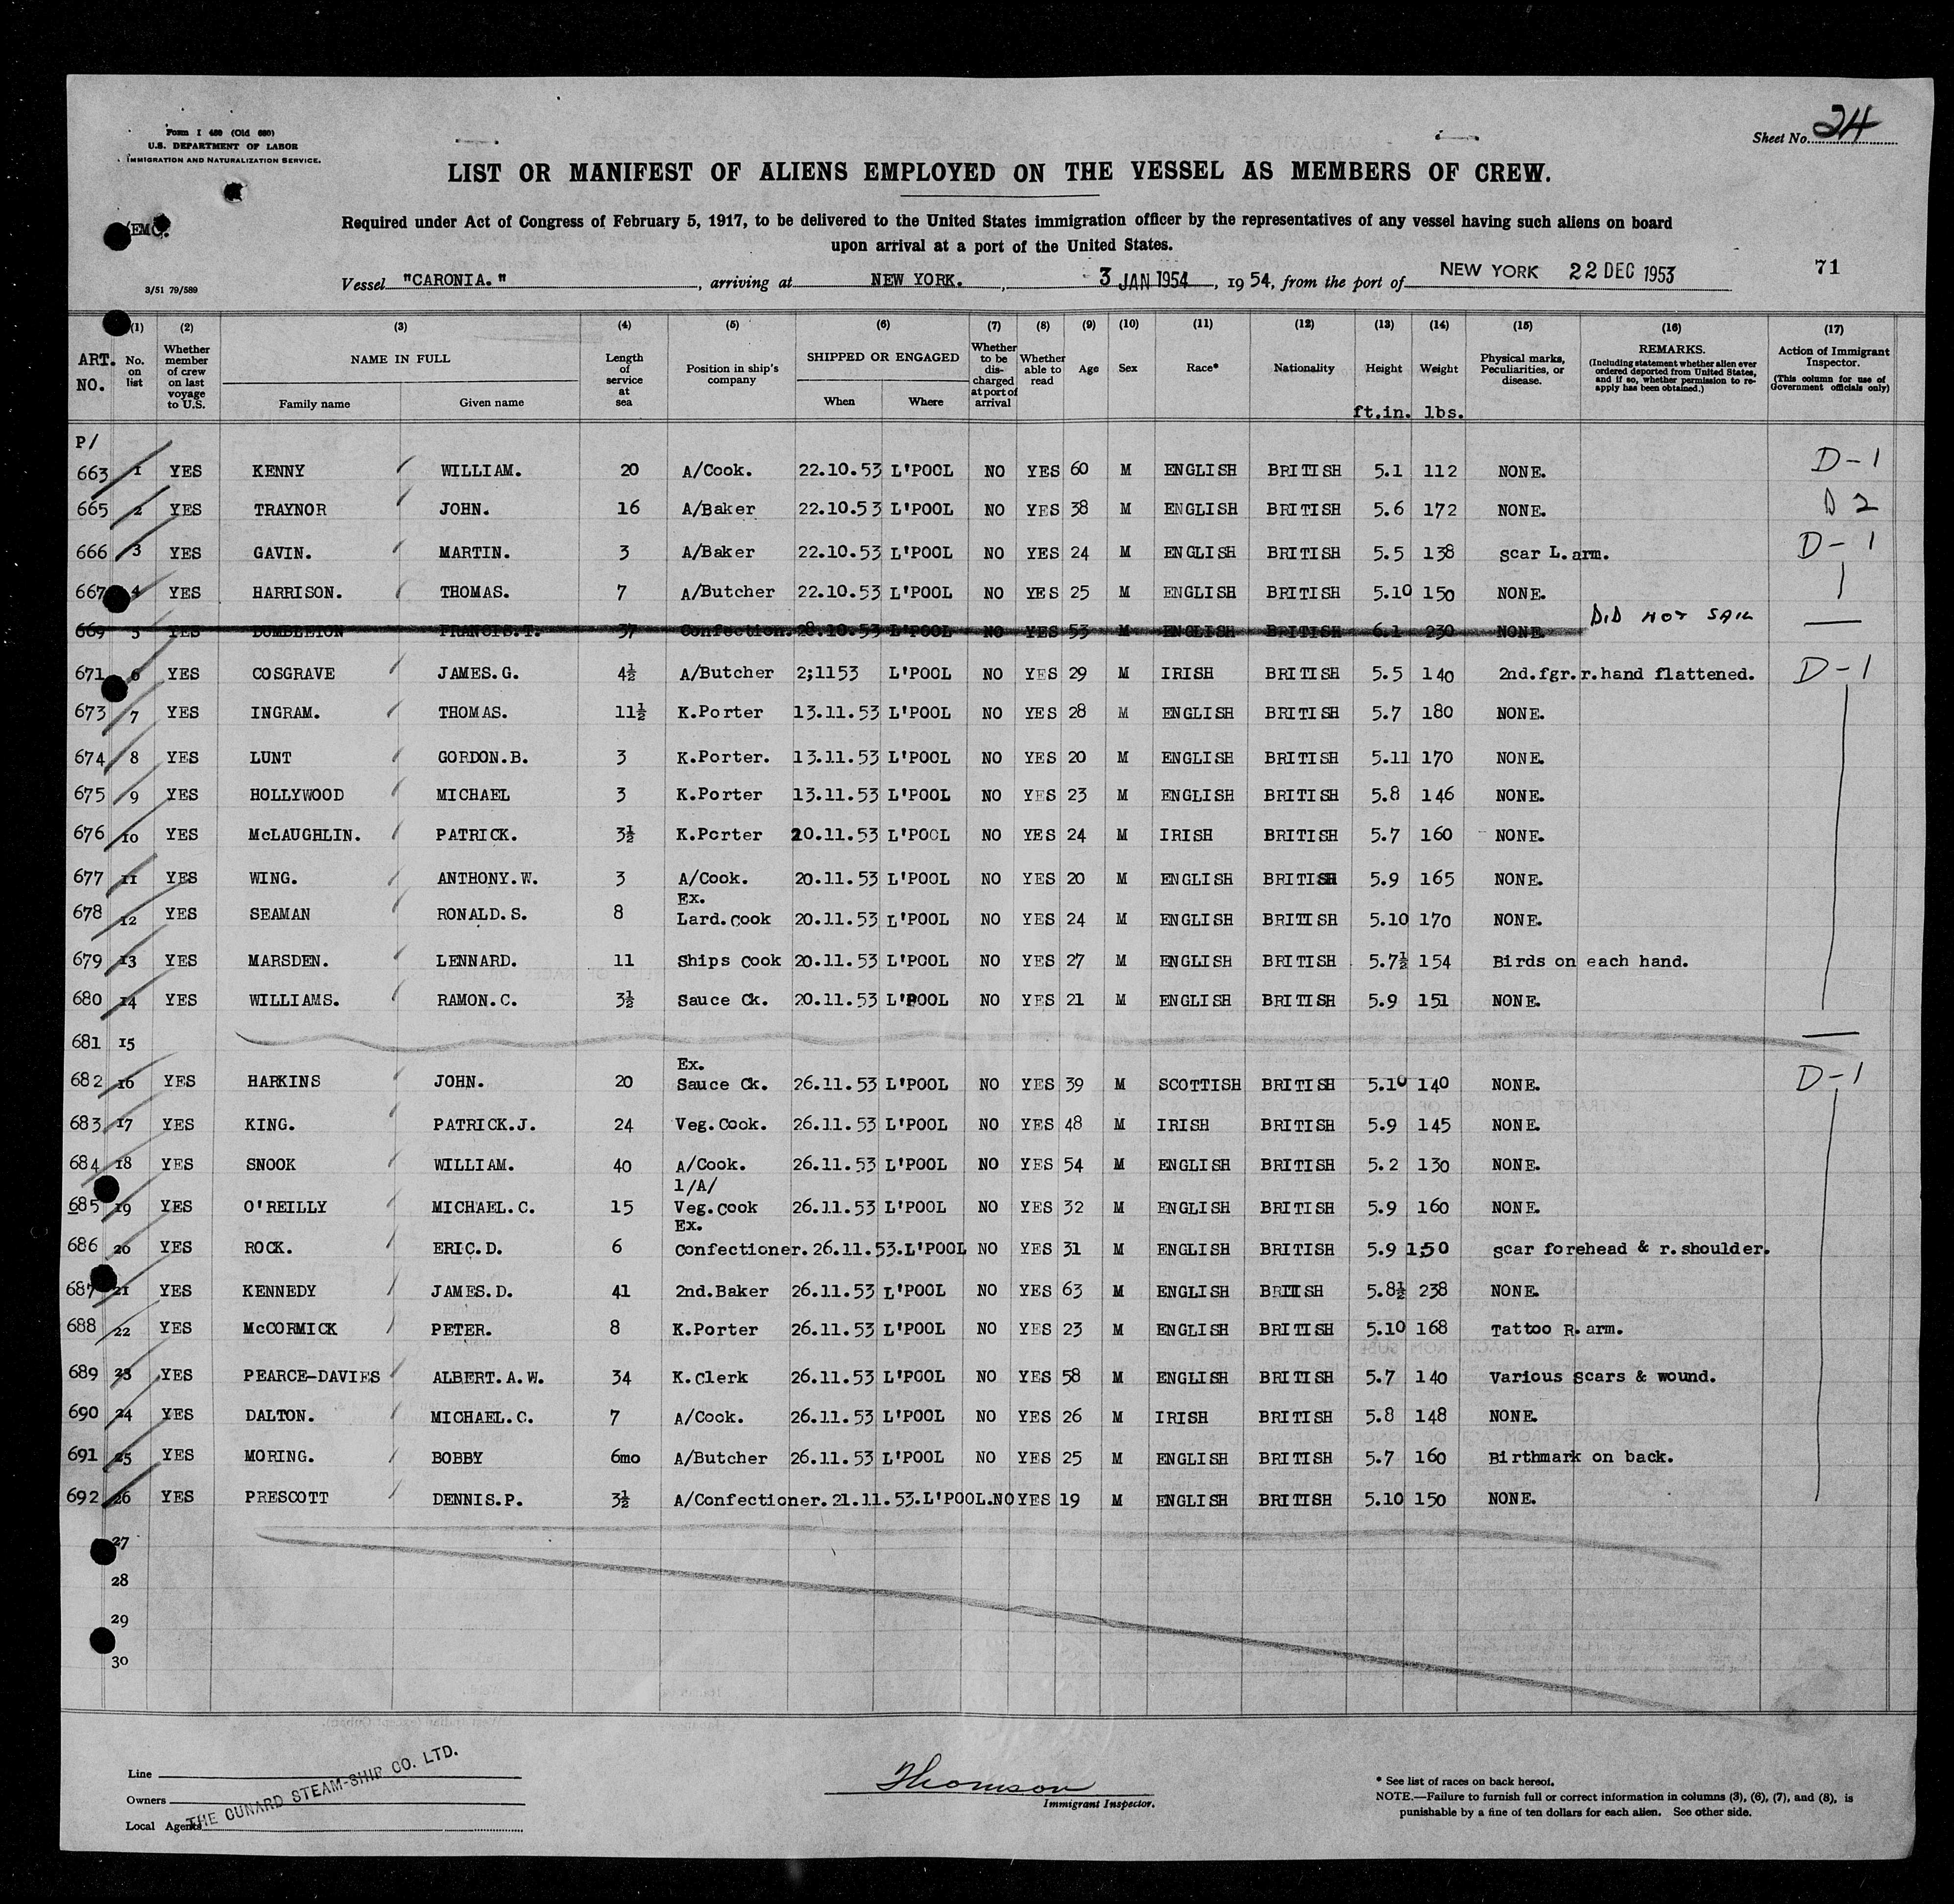 Form I 480 (Old 680)
U.S. DEPARTMENT OF LABOR
IMMIGRATION AND NATURALIZATION SERVICE.
Sheet No. 24
LIST OR MANIFEST OF ALIENS EMPLOYED ON THE VESSEL AS MEMBERS OF CREW.
Required under Act of Congress of February 5, 1917, to be delivered to the United States immigration officer by the representatives of any vessel having such aliens on board
upon arrival at a port of the United States.
3/51 79/589
Vessel "CARONIA.", arriving at NEW YORK., 3 JAN 1954, 1954, from the port of NEW YORK 22 DEC 1953 71
ART. NO. (1) No. on list (2) Whether member of crew on last voyage to U.S. (3) NAME IN FULL Family name Given name (4) Length of service at sea (5) Position in ship's company (6) SHIPPED OR ENGAGED When Where (7) Whether to be discharged at port of arrival (8) Whether able to read (9) Age (10) Sex (11) Race* (12) Nationality (13) Height ft.in. (14) Weight lbs. (15) Physical marks, Peculiarities, or disease. (16) REMARKS. (Including statement whether alien ever ordered deported from United States, and if so, whether permission to re-apply has been obtained.) (17) Action of Immigrant Inspector. (This column for use of Government officials only)
P/
663 1 YES KENNY WILLIAM. 20 A/Cook. 22.10.53 L'POOL NO YES 60 M ENGLISH BRITISH 5.1 112 NONE. D-1
665 2 YES TRAYNOR JOHN. 16 A/Baker 22.10.53 L'POOL NO YES 38 M ENGLISH BRITISH 5.6 172 NONE. D 2
666 3 YES GAVIN. MARTIN. 3 A/Baker 22.10.53 L'POOL NO YES 24 M ENGLISH BRITISH 5.5 138 Scar L.arm. D-1
667 4 YES HARRISON. THOMAS. 7 A/Butcher 22.10.53 L'POOL NO YES 25 M ENGLISH BRITISH 5.10 150 NONE.
669 5 YES DUMBLETON FRANCIS.T. 37 Confection. 28.10.53 L'POOL NO YES 53 M ENGLISH BRITISH 6.1 230 NONE. DID NOT SAIL
671 6 YES COSGRAVE JAMES.G. 4½ A/Butcher 2;1153 L'POOL NO YES 29 M IRISH BRITISH 5.5 140 2nd.fgr.r.hand flattened. D-1
673 7 YES INGRAM. THOMAS. 11½ K.Porter 13.11.53 L'POOL NO YES 28 M ENGLISH BRITISH 5.7 180 NONE.
674 8 YES LUNT GORDON.B. 3 K.Porter. 13.11.53 L'POOL NO YES 20 M ENGLISH BRITISH 5.11 170 NONE.
675 9 YES HOLLYWOOD MICHAEL 3 K.Porter 13.11.53 L'POOL NO YES 23 M ENGLISH BRITISH 5.8 146 NONE.
676 10 YES McLAUGHLIN. PATRICK. 3½ K.Porter 20.11.53 L'POOL NO YES 24 M IRISH BRITISH 5.7 160 NONE.
677 11 YES WING. ANTHONY.W. 3 A/Cook. 20.11.53 L'POOL NO YES 20 M ENGLISH BRITISH 5.9 165 NONE.
678 12 YES SEAMAN RONALD.S. 8 Ex. Lard.Cook 20.11.53 L'POOL NO YES 24 M ENGLISH BRITISH 5.10 170 NONE.
679 13 YES MARSDEN. LENNARD. 11 Ships Cook 20.11.53 L'POOL NO YES 27 M ENGLISH BRITISH 5.7½ 154 Birds on each hand.
680 14 YES WILLIAMS. RAMON.C. 3½ Sauce Ck. 20.11.53 L'POOL NO YES 21 M ENGLISH BRITISH 5.9 151 NONE.
681 15
682 16 YES HARKINS JOHN. 20 Ex. Sauce Ck. 26.11.53 L'POOL NO YES 39 M SCOTTISH BRITISH 5.10 140 NONE. D-1
683 17 YES KING. PATRICK.J. 24 Veg.Cook. 26.11.53 L'POOL NO YES 48 M IRISH BRITISH 5.9 145 NONE.
684 18 YES SNOOK WILLIAM. 40 A/Cook. 26.11.53 L'POOL NO YES 54 M ENGLISH BRITISH 5.2 130 NONE.
685 19 YES O'REILLY MICHAEL.C. 15 1/A/ Veg.Cook 26.11.53 L'POOL NO YES 32 M ENGLISH BRITISH 5.9 160 NONE.
686 20 YES ROCK. ERIC.D. 6 Ex. Confectioner. 26.11.53.L'POOL NO YES 31 M ENGLISH BRITISH 5.9 150 Scar forehead & r.shoulder.
687 21 YES KENNEDY JAMES.D. 41 2nd.Baker 26.11.53 L'POOL NO YES 63 M ENGLISH BRITISH 5.8½ 238 NONE.
688 22 YES McCORMICK PETER. 8 K.Porter 26.11.53 L'POOL NO YES 23 M ENGLISH BRITISH 5.10 168 Tattoo R.arm.
689 23 YES PEARCE-DAVIES ALBERT.A.W. 34 K.Clerk 26.11.53 L'POOL NO YES 58 M ENGLISH BRITISH 5.7 140 Various Scars & wound.
690 24 YES DALTON. MICHAEL.C. 7 A/Cook. 26.11.53 L'POOL NO YES 26 M IRISH BRITISH 5.8 148 NONE.
691 25 YES MORING. BOBBY 6mo A/Butcher 26.11.53 L'POOL NO YES 25 M ENGLISH BRITISH 5.7 160 Birthmark on back.
692 26 YES PRESCOTT DENNIS.P. 3½ A/Confectioner. 21.11.53.L'POOL.NO YES 19 M ENGLISH BRITISH 5.10 150 NONE.
27
28
29
30
Line
Owners
Local Agents
THE CUNARD STEAM-SHIP CO. LTD.
Thomson
Immigrant Inspector.
* See list of races on back hereof.
NOTE.—Failure to furnish full or correct information in columns (3), (6), (7), and (8), is
punishable by a fine of ten dollars for each alien. See other side.